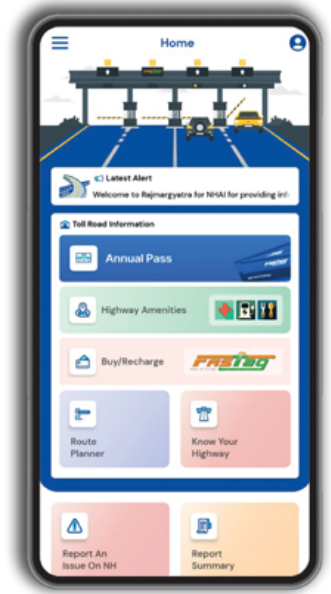 Home
Latest Alert
Welcome to Rajmargyatra for NHAI for providing inf
Toll Road Information
Annual Pass
Highway Amenities
Buy/Recharge
FASTag
Route
Planner
Know Your
Highway
Report An
Issue On NH
Report
Summary